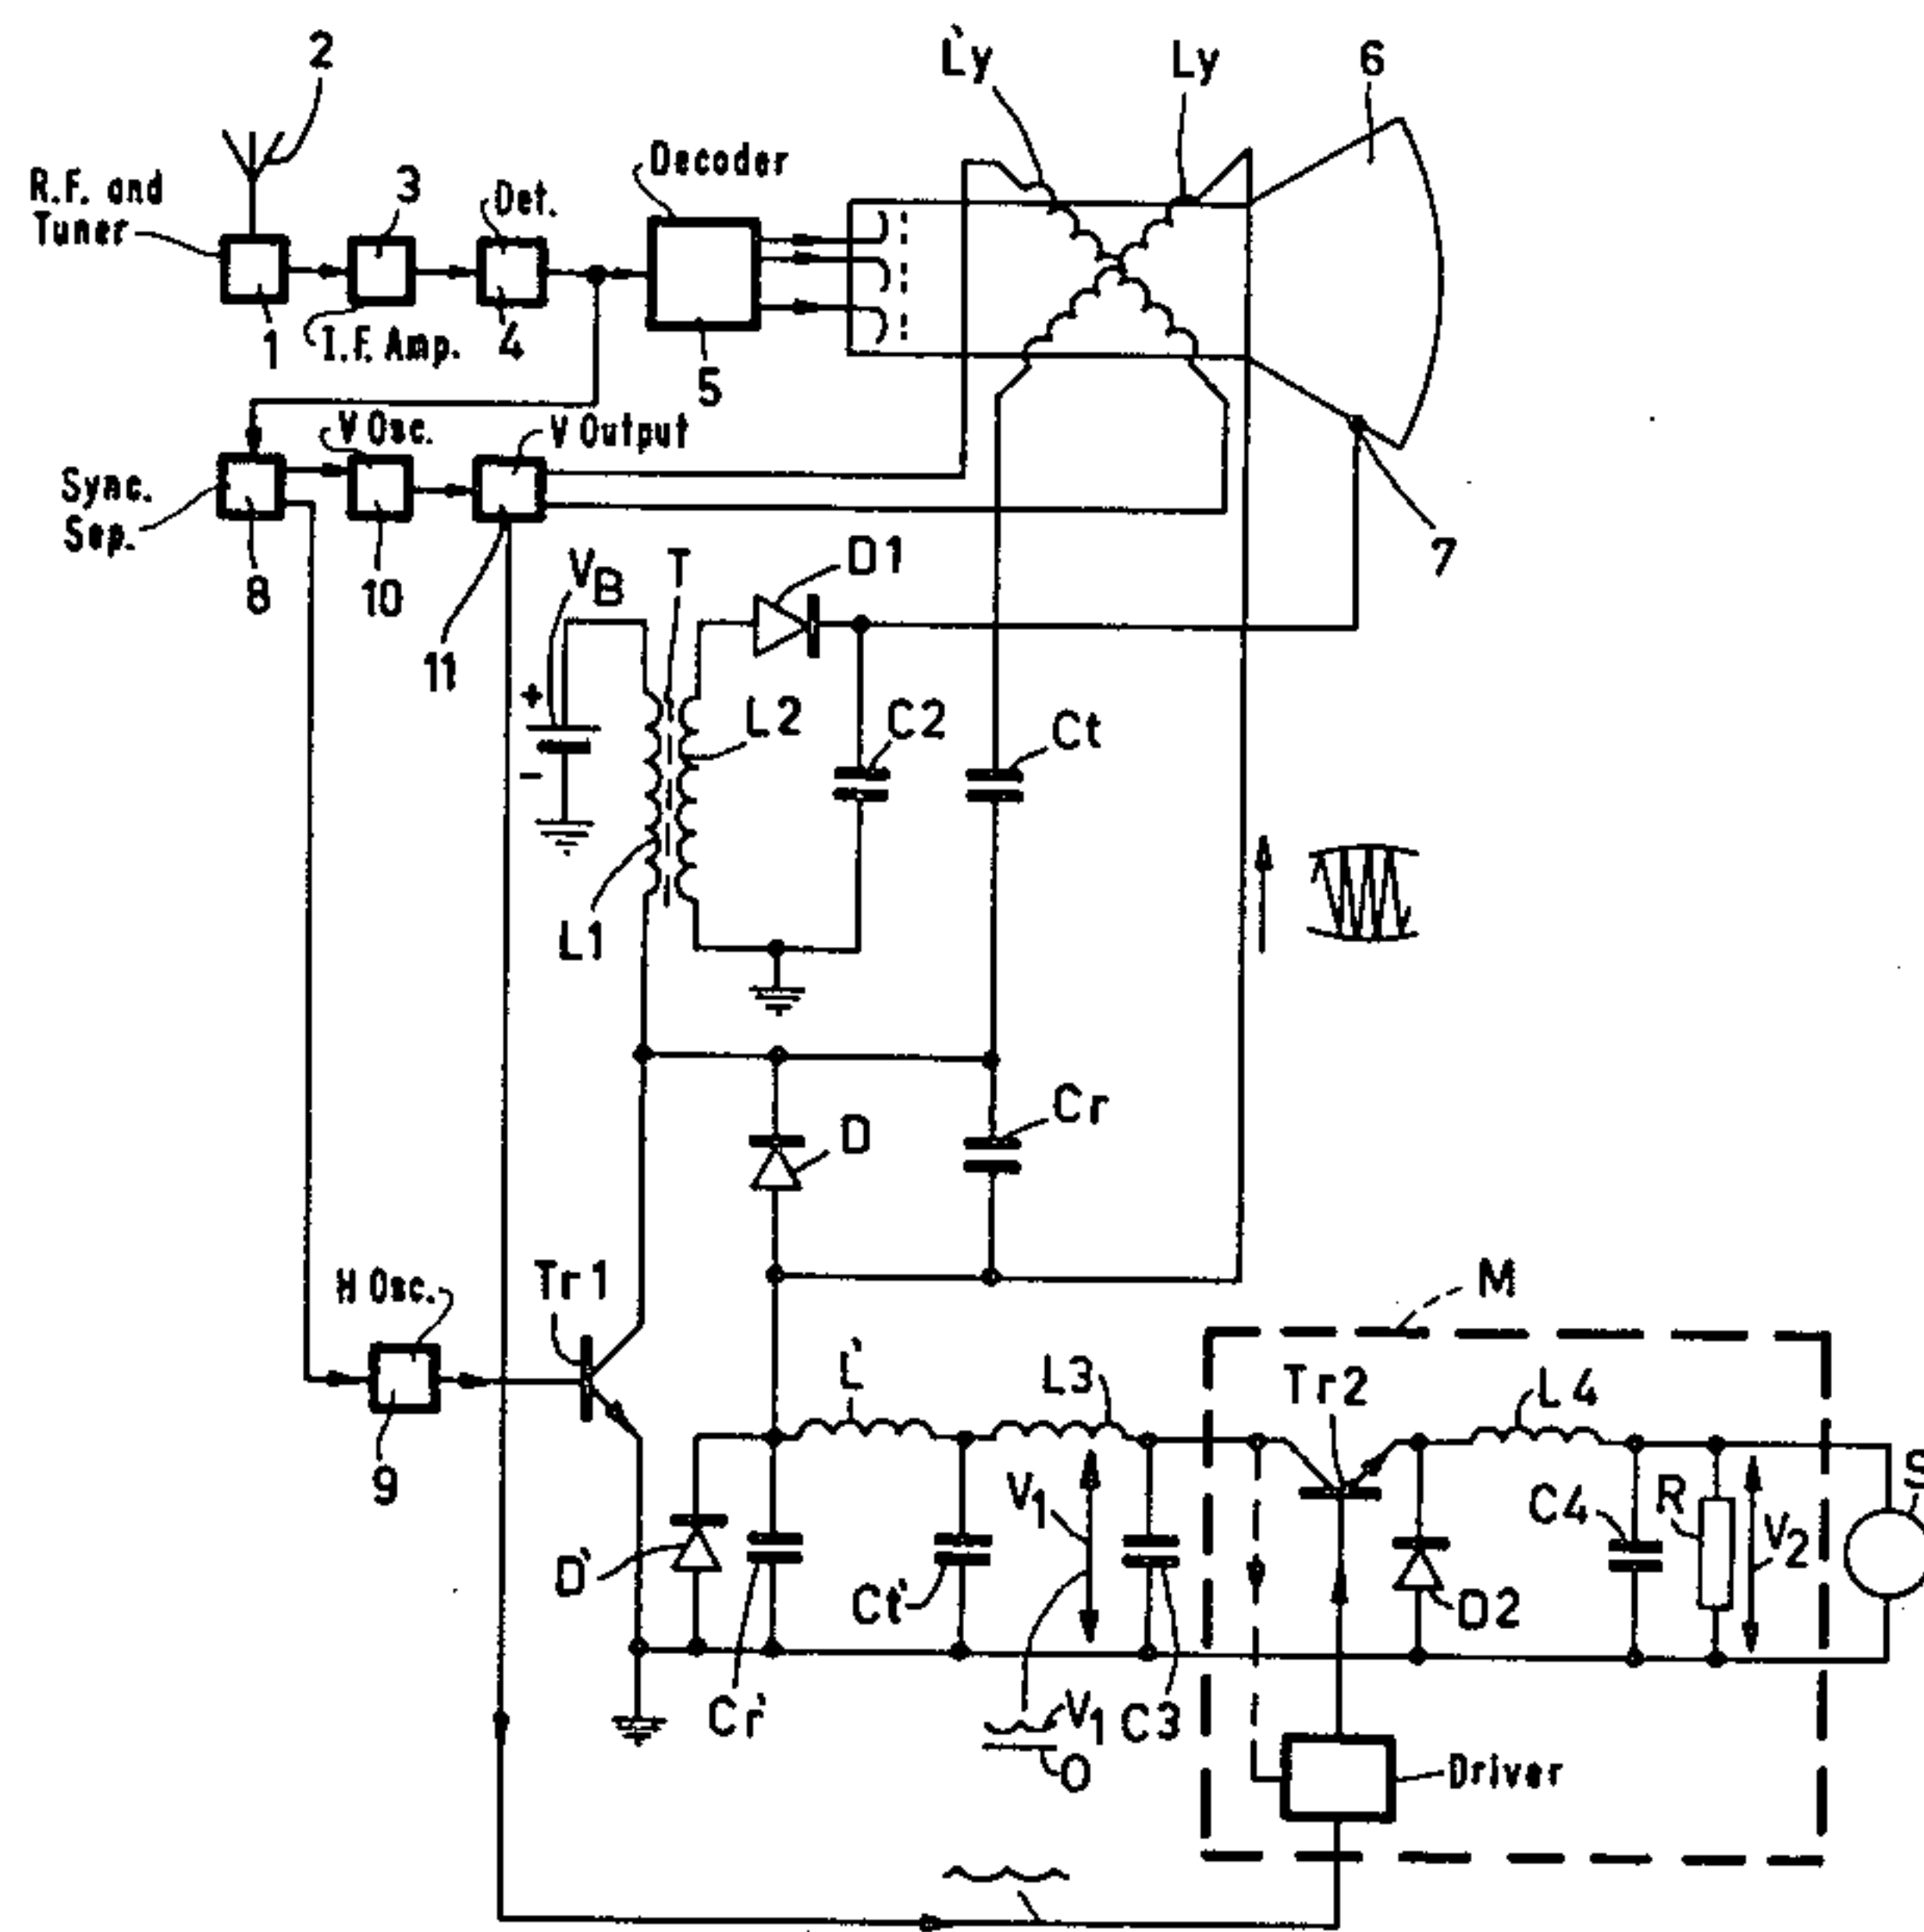 2
L'y
Ly
6
R.F. and
Tuner
3
Det.
Decoder
1
I.F. Amp.
4
5
Sync.
Sep.
V Osc.
V Output
7
8
10
11
VB
T
D1
+
-
L2
C2
Ct
L1
Cr
D
H Osc.
Tr1
9
M
L'
L3
Tr2
L4
S
V1
C4
R
V2
D'
Ct'
D2
Cr'
V1
C3
O
Driver